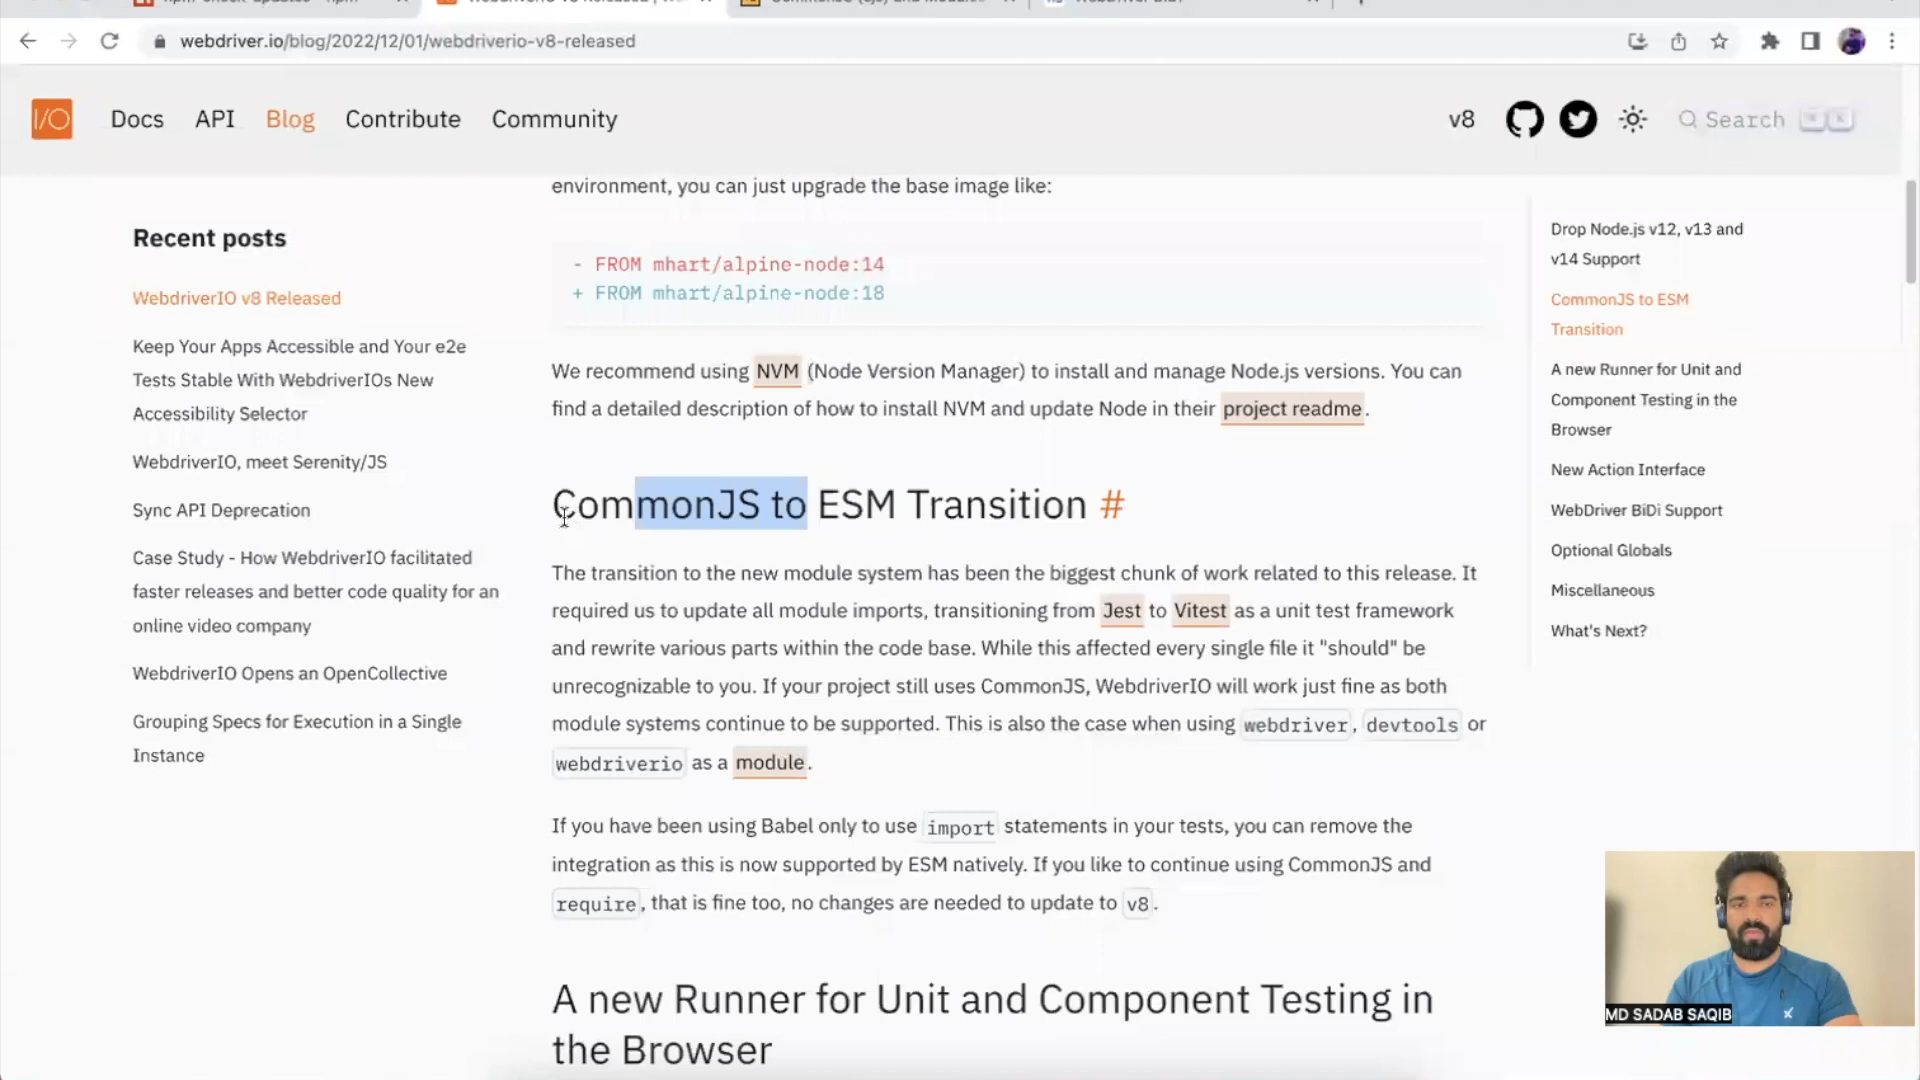 webdriver.io/blog/2022/12/01/webdriverio-v8-released
I/O
Docs
API
Blog
Contribute
Community
v8
Search
environment, you can just upgrade the base image like:
- FROM mhart/alpine-node:14
+ FROM mhart/alpine-node:18
We recommend using NVM (Node Version Manager) to install and manage Node.js versions. You can
find a detailed description of how to install NVM and update Node in their project readme.
CommonJS to ESM Transition #
The transition to the new module system has been the biggest chunk of work related to this release. It
required us to update all module imports, transitioning from Jest to Vitest as a unit test framework
and rewrite various parts within the code base. While this affected every single file it "should" be
unrecognizable to you. If your project still uses CommonJS, WebdriverIO will work just fine as both
module systems continue to be supported. This is also the case when using webdriver, devtools or
webdriverio as a module.
If you have been using Babel only to use import statements in your tests, you can remove the
integration as this is now supported by ESM natively. If you like to continue using CommonJS and
require, that is fine too, no changes are needed to update to v8.
A new Runner for Unit and Component Testing in
the Browser
Recent posts
WebdriverIO v8 Released
Keep Your Apps Accessible and Your e2e
Tests Stable With WebdriverIOs New
Accessibility Selector
WebdriverIO, meet Serenity/JS
Sync API Deprecation
Case Study - How WebdriverIO facilitated
faster releases and better code quality for an
online video company
WebdriverIO Opens an OpenCollective
Grouping Specs for Execution in a Single
Instance
Drop Node.js v12, v13 and
v14 Support
CommonJS to ESM
Transition
A new Runner for Unit and
Component Testing in the
Browser
New Action Interface
WebDriver BiDi Support
Optional Globals
Miscellaneous
What's Next?
MD SADAB SAQIB